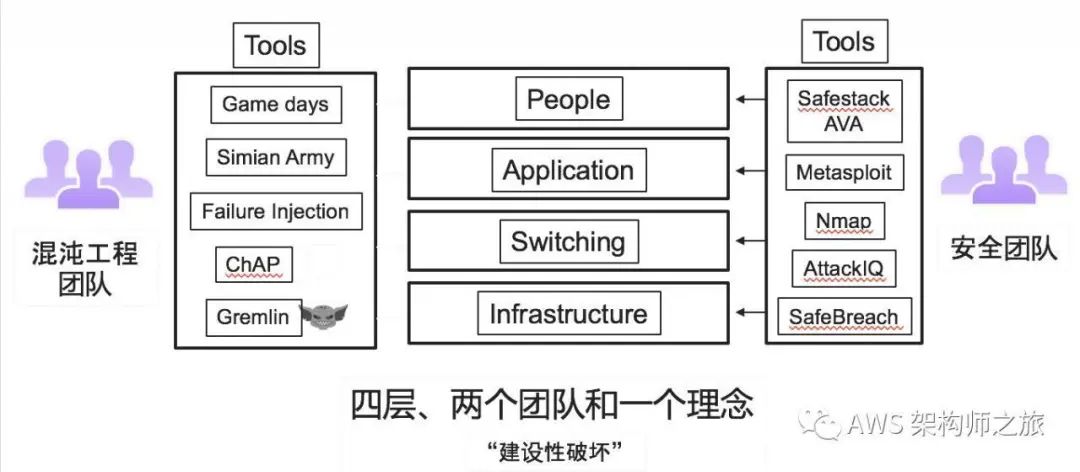 Tools
Game days
Simian Army
Failure Injection
ChAP
Gremlin
混沌工程
团队
People
Application
Switching
Infrastructure
Tools
Safestack
AVA
Metasploit
Nmap
AttackIQ
SafeBreach
安全团队
四层、两个团队和一个理念
“建设性破坏”
AWS 架构师之旅